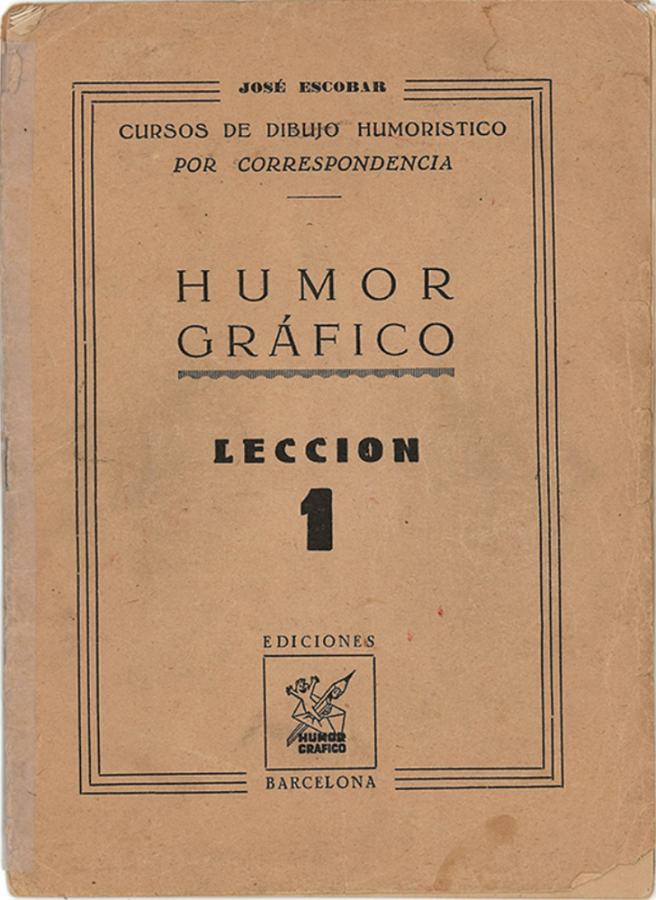 JOSÉ ESCOBAR
CURSOS DE DIBUJO HUMORISTICO
POR CORRESPONDENCIA
HUMOR
GRÁFICO
LECCION
1
EDICIONES
HUMOR
GRAFICO
BARCELONA